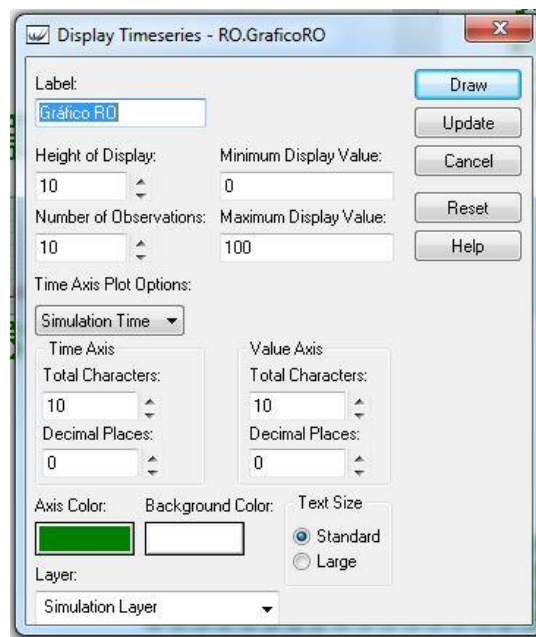 Display Timeseries - RO.GraficoRO
Label:
Gráfico RO
Draw
Update
Cancel
Reset
Help
Height of Display:
Minimum Display Value:
10
0
Number of Observations:
Maximum Display Value:
10
100
Time Axis Plot Options:
Simulation Time
Time Axis
Value Axis
Total Characters:
Total Characters:
10
10
Decimal Places:
Decimal Places:
0
0
Axis Color:
Background Color:
Text Size
Standard
Large
Layer:
Simulation Layer